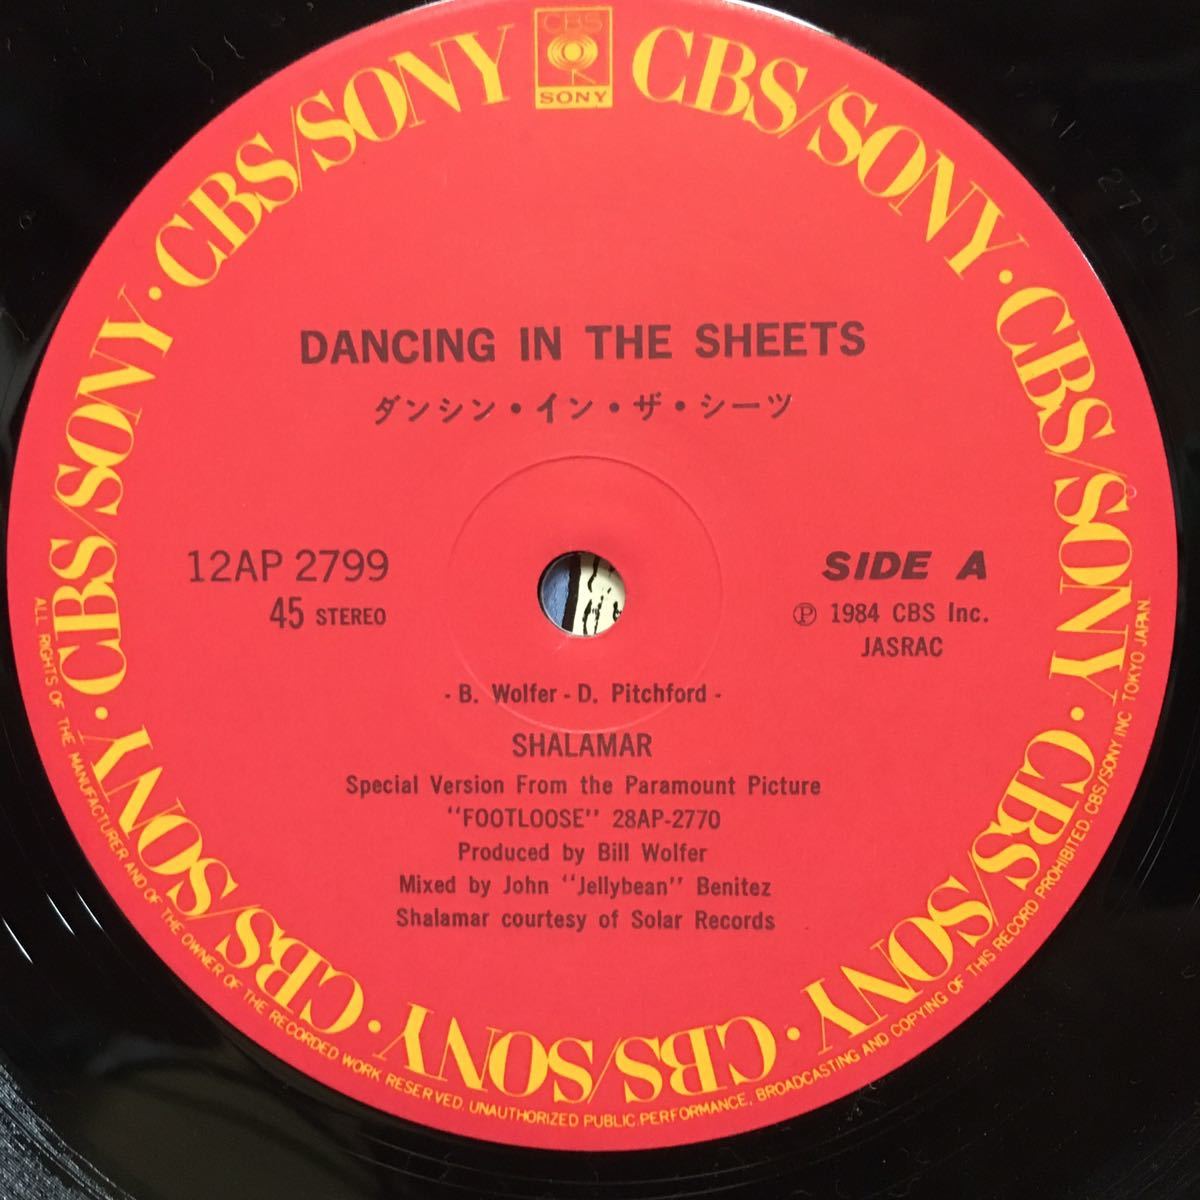 CBS
SONY
CBS/SONY · CBS/SONY · CBS/SONY · CBS/SONY · CBS/SONY · CBS/SONY · CBS/SONY · CBS/SONY
DANCING IN THE SHEETS
ダンシン・イン・ザ・シーツ
12AP 2799
45 STEREO
SIDE A
Ⓟ 1984 CBS Inc.
JASRAC
- B. Wolfer - D. Pitchford -
SHALAMAR
Special Version From the Paramount Picture
"FOOTLOOSE" 28AP-2770
Produced by Bill Wolfer
Mixed by John "Jellybean" Benitez
Shalamar courtesy of Solar Records
ALL RIGHTS OF THE MANUFACTURER AND OF THE OWNER OF THE RECORDED WORK RESERVED. UNAUTHORIZED PUBLIC PERFORMANCE, BROADCASTING AND COPYING OF THIS RECORD PROHIBITED. CBS/SONY INC TOKYO JAPAN.
2799